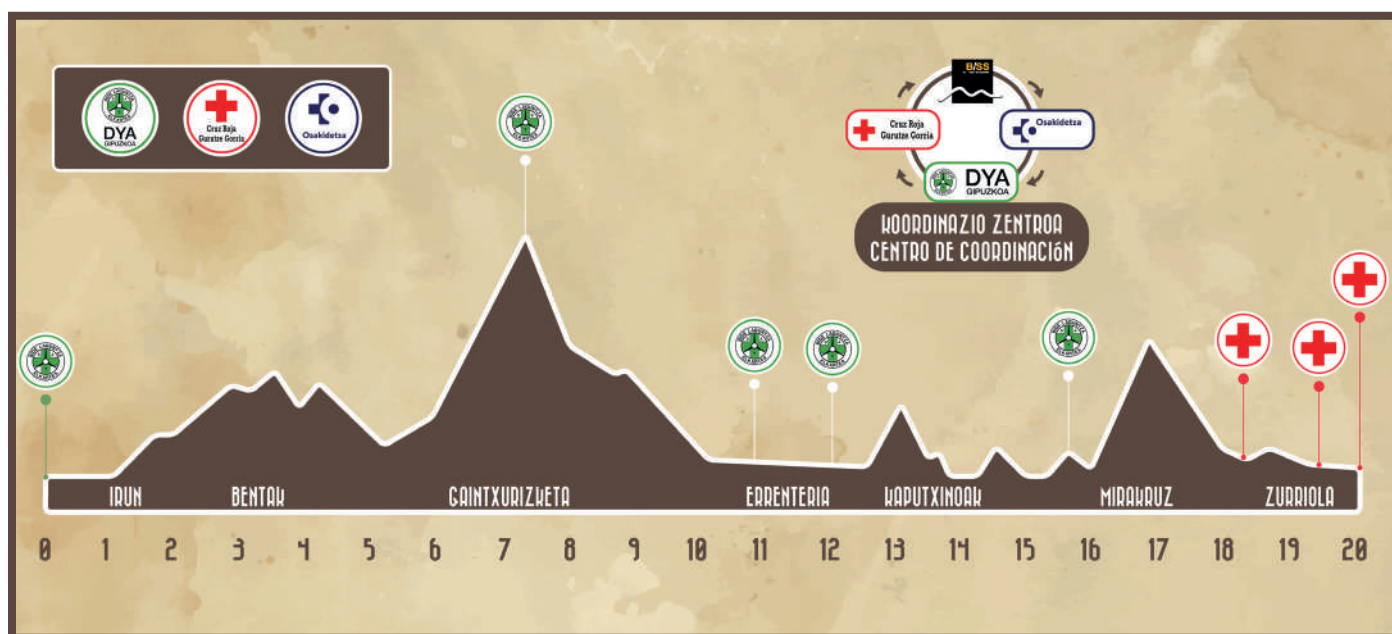 DYA
GIPUZKOA
Cruz Roja
Gurutze Gorria
Osakidetza
B/SS
Cruz Roja
Gurutze Gorria
Osakidetza
DYA
GIPUZKOA
KOORDINAZIO ZENTROA
CENTRO DE COORDINACIÓN
IRUN BENTAK GAINTXURIZKETA ERRENTERIA KAPUTXINOAK MIRAKRUZ ZURRIOLA
0 1 2 3 4 5 6 7 8 9 10 11 12 13 14 15 16 17 18 19 20